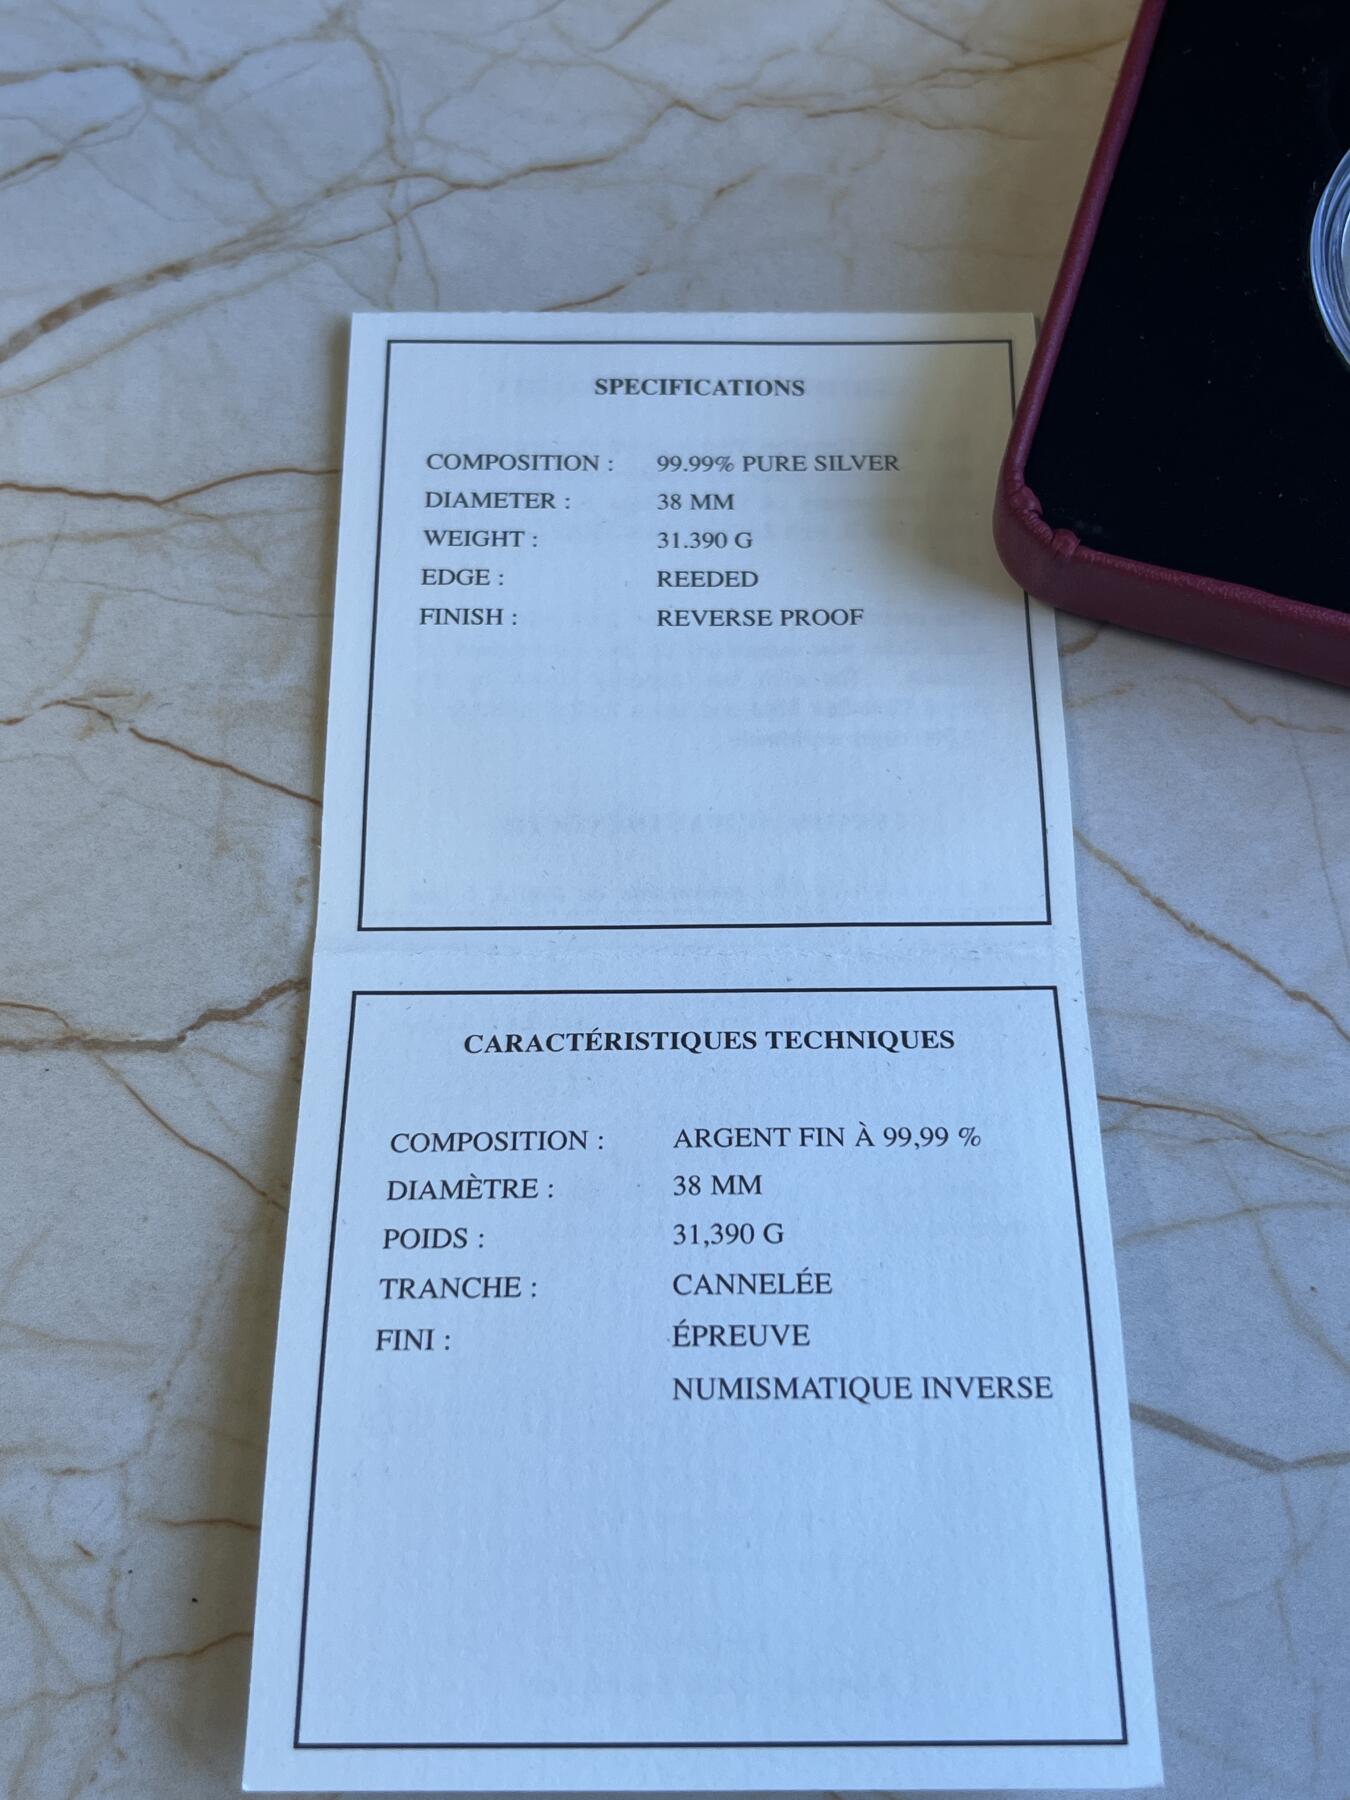 SPECIFICATIONS
COMPOSITION : 99.99% PURE SILVER
DIAMETER : 38 MM
WEIGHT : 31.390 G
EDGE : REEDED
FINISH : REVERSE PROOF
CARACTÉRISTIQUES TECHNIQUES
COMPOSITION : ARGENT FIN À 99,99 %
DIAMÈTRE : 38 MM
POIDS : 31,390 G
TRANCHE : CANNELÉE
FINI : ÉPREUVE
NUMISMATIQUE INVERSE